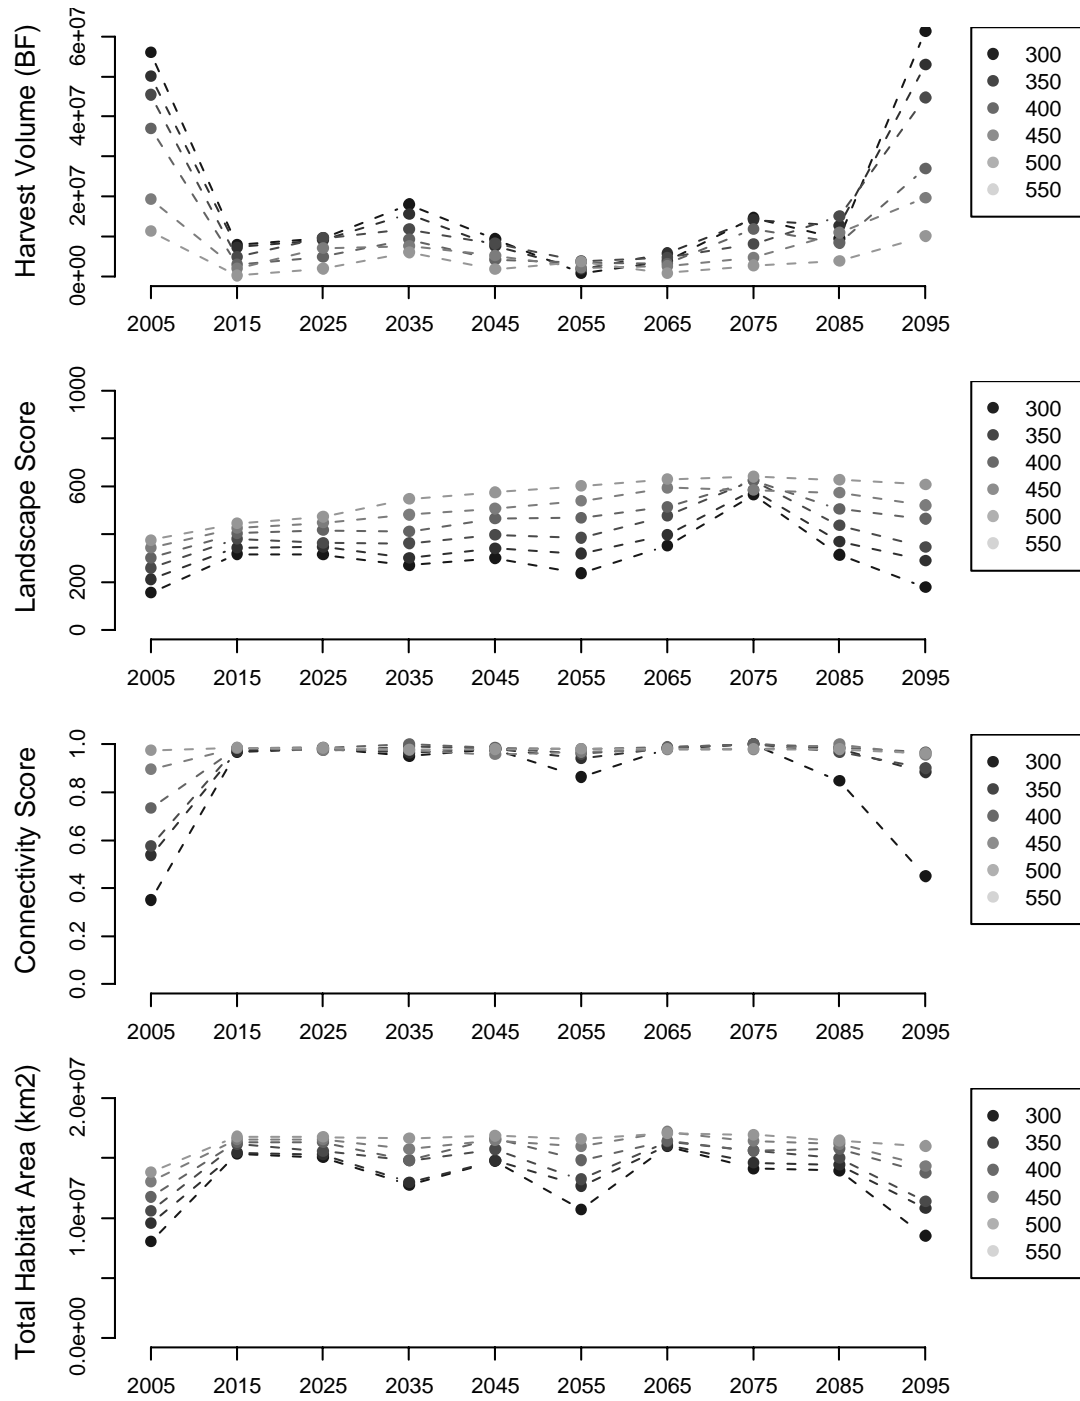 Harvest Volume (BF)
6e+07
4e+07
2e+07
0e+00
2005 2015 2025 2035 2045 2055 2065 2075 2085 2095
300
350
400
450
500
550
Landscape Score
1000
600
200
0
2005 2015 2025 2035 2045 2055 2065 2075 2085 2095
300
350
400
450
500
550
Connectivity Score
1.0
0.8
0.6
0.4
0.2
0.0
2005 2015 2025 2035 2045 2055 2065 2075 2085 2095
300
350
400
450
500
550
Total Habitat Area (km2)
2.0e+07
1.0e+07
0.0e+00
2005 2015 2025 2035 2045 2055 2065 2075 2085 2095
300
350
400
450
500
550